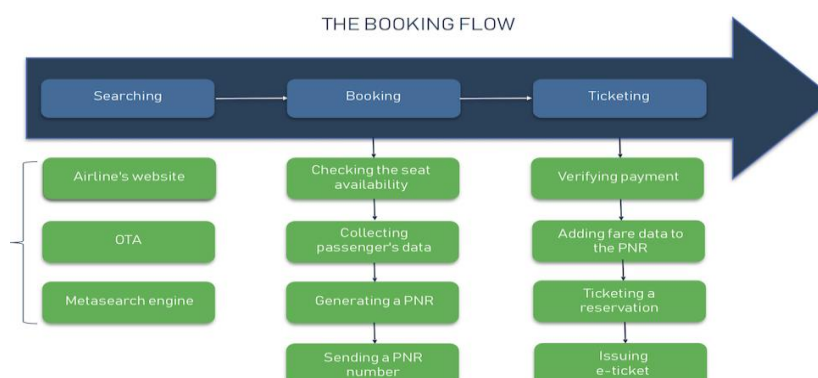 THE BOOKING FLOW
Searching
Booking
Ticketing
Airline's website
OTA
Metasearch engine
Checking the seat
availability
Collecting
passenger's data
Generating a PNR
Sending a PNR
number
Verifying payment
Adding fare data to
the PNR
Ticketing a
reservation
Issuing
e-ticket